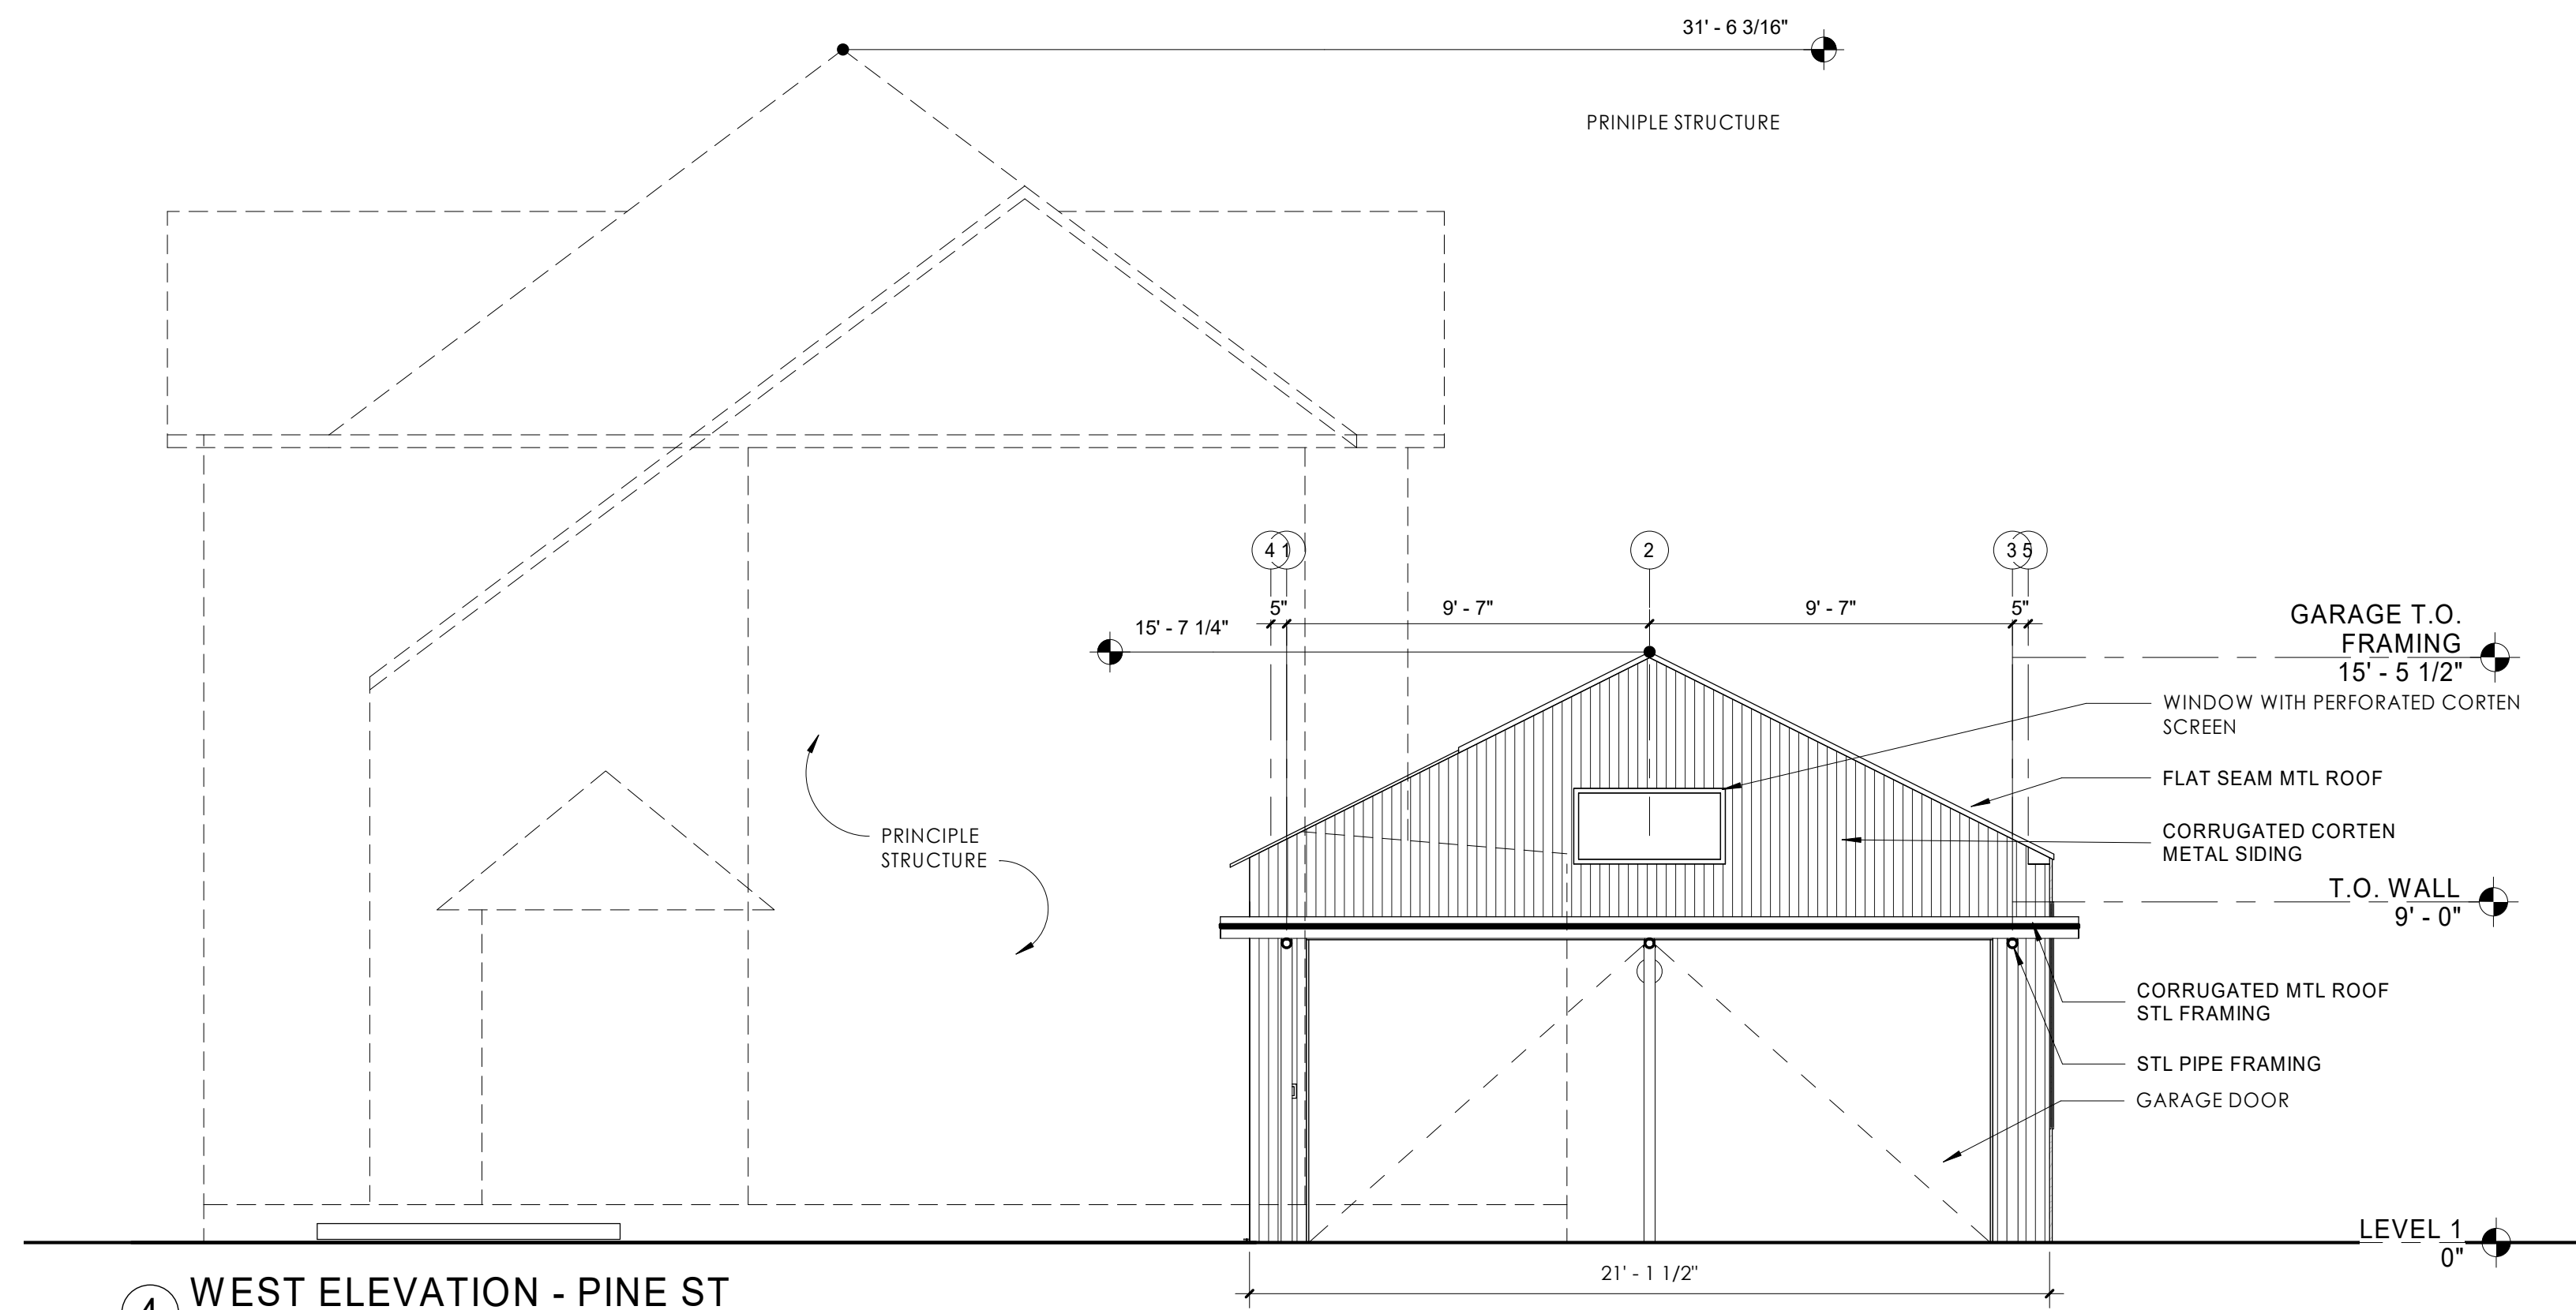 31' - 6 3/16"
PRINIPLE STRUCTURE
4 1
2
3 5
5"
9' - 7"
9' - 7"
5"
15' - 7 1/4"
GARAGE T.O.
FRAMING
15' - 5 1/2"
WINDOW WITH PERFORATED CORTEN
SCREEN
FLAT SEAM MTL ROOF
PRINCIPLE
STRUCTURE
CORRUGATED CORTEN
METAL SIDING
T.O. WALL
9' - 0"
CORRUGATED MTL ROOF
STL FRAMING
STL PIPE FRAMING
GARAGE DOOR
LEVEL 1
0"
21' - 1 1/2"
4
WEST ELEVATION - PINE ST